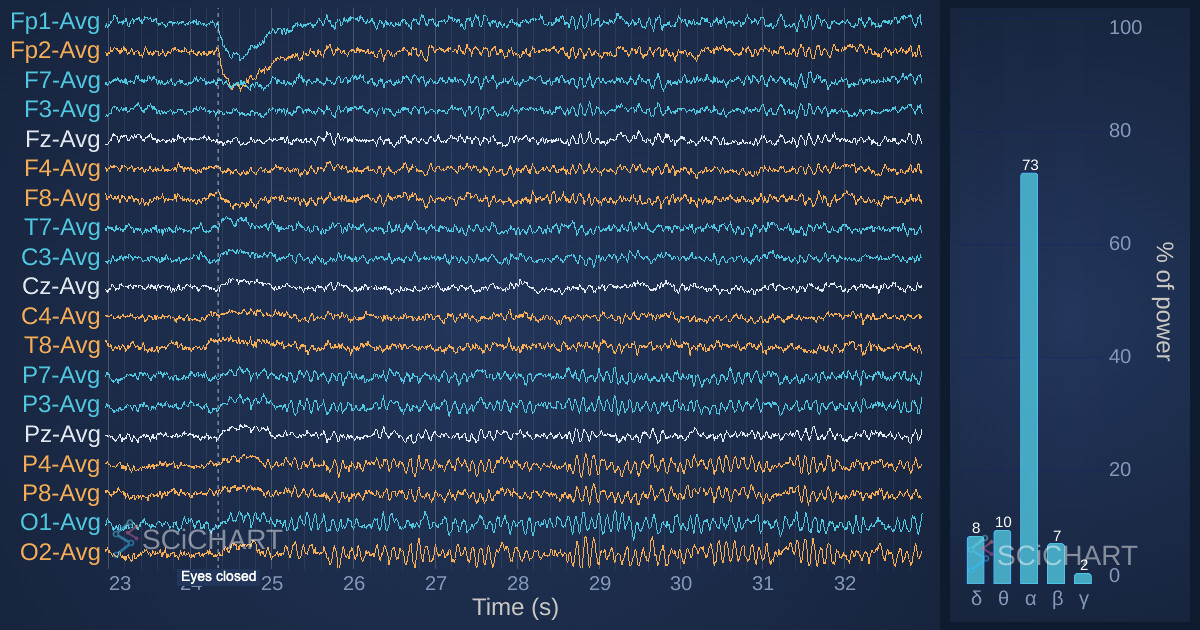 Fp1-Avg
Fp2-Avg
F7-Avg
F3-Avg
Fz-Avg
F4-Avg
F8-Avg
T7-Avg
C3-Avg
Cz-Avg
C4-Avg
T8-Avg
P7-Avg
P3-Avg
Pz-Avg
P4-Avg
P8-Avg
O1-Avg
O2-Avg
SCiCHART
23 24 25 26 27 28 29 30 31 32
Eyes closed
Time (s)
100
80
60
40
20
0
% of power
8 10 73 7 2
SCiCHART
δ θ α β γ